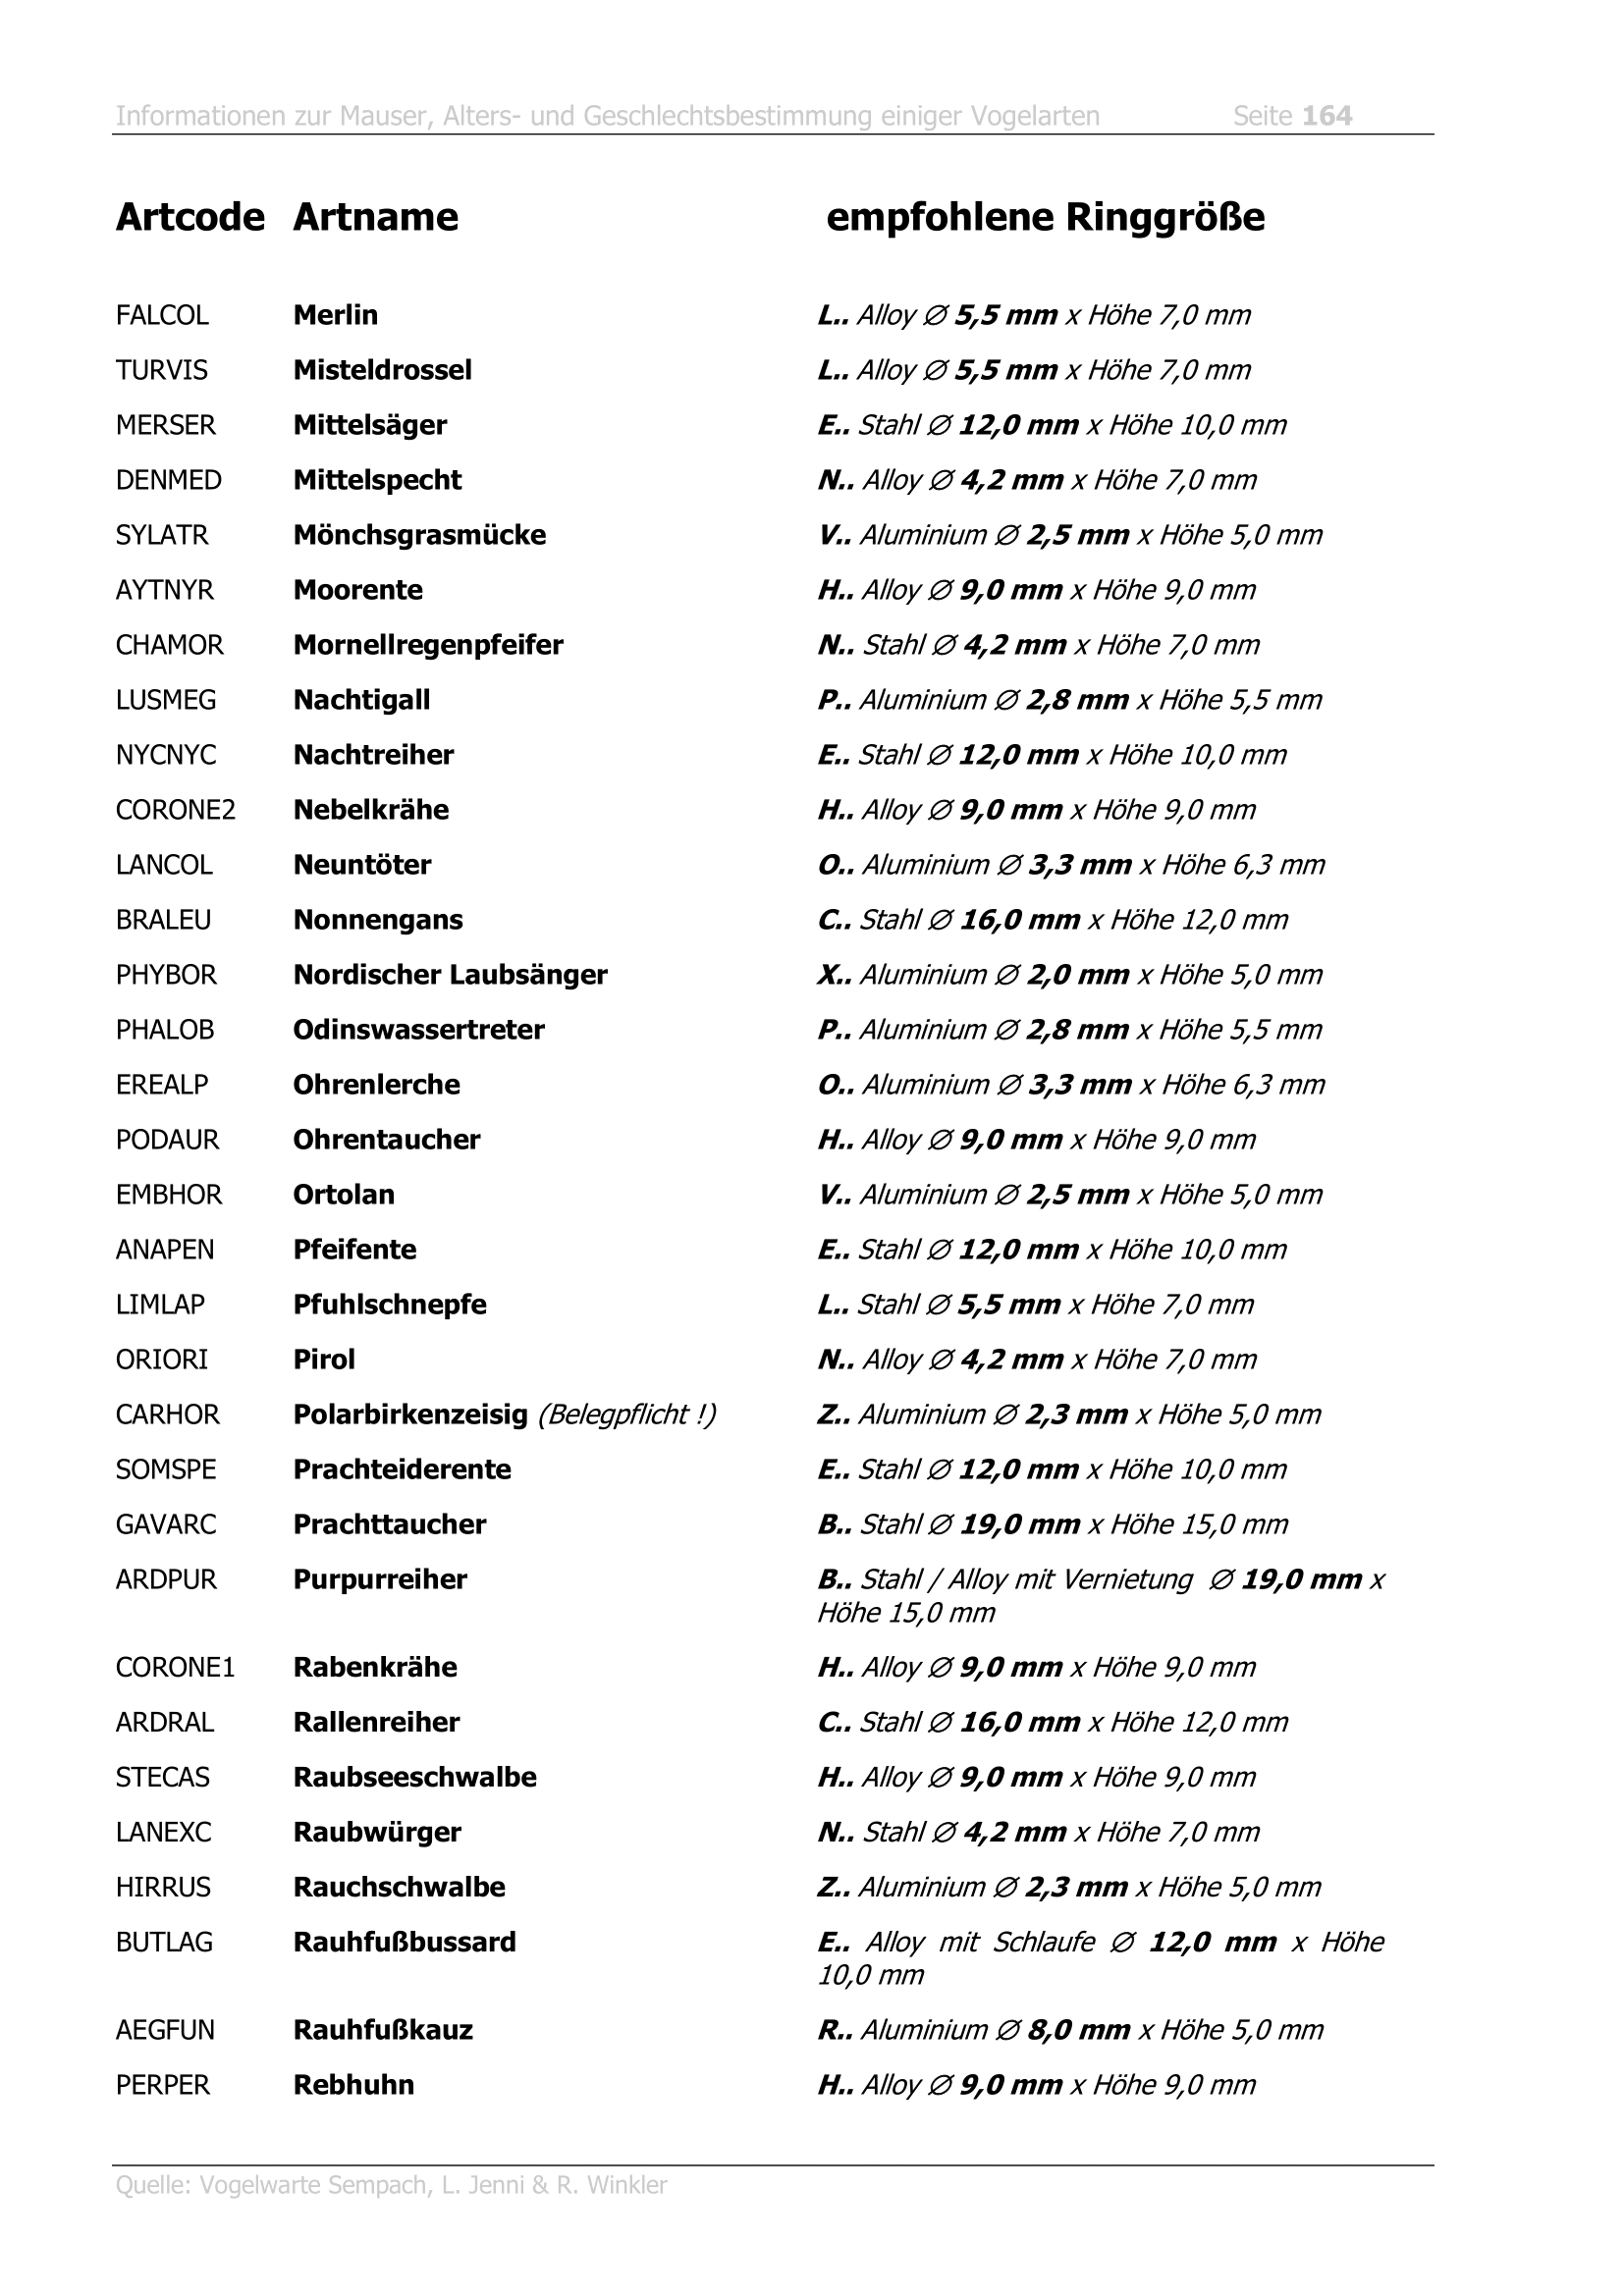 Informationen zur Mauser, Alters- und Geschlechtsbestimmung einiger Vogelarten Seite 164
Artcode Artname empfohlene Ringgröße
FALCOL Merlin L.. Alloy ∅ 5,5 mm x Höhe 7,0 mm
TURVIS Misteldrossel L.. Alloy ∅ 5,5 mm x Höhe 7,0 mm
MERSER Mittelsäger E.. Stahl ∅ 12,0 mm x Höhe 10,0 mm
DENMED Mittelspecht N.. Alloy ∅ 4,2 mm x Höhe 7,0 mm
SYLATR Mönchsgrasmücke V.. Aluminium ∅ 2,5 mm x Höhe 5,0 mm
AYTNYR Moorente H.. Alloy ∅ 9,0 mm x Höhe 9,0 mm
CHAMOR Mornellregenpfeifer N.. Stahl ∅ 4,2 mm x Höhe 7,0 mm
LUSMEG Nachtigall P.. Aluminium ∅ 2,8 mm x Höhe 5,5 mm
NYCNYC Nachtreiher E.. Stahl ∅ 12,0 mm x Höhe 10,0 mm
CORONE2 Nebelkrähe H.. Alloy ∅ 9,0 mm x Höhe 9,0 mm
LANCOL Neuntöter O.. Aluminium ∅ 3,3 mm x Höhe 6,3 mm
BRALEU Nonnengans C.. Stahl ∅ 16,0 mm x Höhe 12,0 mm
PHYBOR Nordischer Laubsänger X.. Aluminium ∅ 2,0 mm x Höhe 5,0 mm
PHALOB Odinswassertreter P.. Aluminium ∅ 2,8 mm x Höhe 5,5 mm
EREALP Ohrenlerche O.. Aluminium ∅ 3,3 mm x Höhe 6,3 mm
PODAUR Ohrentaucher H.. Alloy ∅ 9,0 mm x Höhe 9,0 mm
EMBHOR Ortolan V.. Aluminium ∅ 2,5 mm x Höhe 5,0 mm
ANAPEN Pfeifente E.. Stahl ∅ 12,0 mm x Höhe 10,0 mm
LIMLAP Pfuhlschnepfe L.. Stahl ∅ 5,5 mm x Höhe 7,0 mm
ORIORI Pirol N.. Alloy ∅ 4,2 mm x Höhe 7,0 mm
CARHOR Polarbirkenzeisig (Belegpflicht !) Z.. Aluminium ∅ 2,3 mm x Höhe 5,0 mm
SOMSPE Prachteiderente E.. Stahl ∅ 12,0 mm x Höhe 10,0 mm
GAVARC Prachttaucher B.. Stahl ∅ 19,0 mm x Höhe 15,0 mm
ARDPUR Purpurreiher B.. Stahl / Alloy mit Vernietung ∅ 19,0 mm x
Höhe 15,0 mm
CORONE1 Rabenkrähe H.. Alloy ∅ 9,0 mm x Höhe 9,0 mm
ARDRAL Rallenreiher C.. Stahl ∅ 16,0 mm x Höhe 12,0 mm
STECAS Raubseeschwalbe H.. Alloy ∅ 9,0 mm x Höhe 9,0 mm
LANEXC Raubwürger N.. Stahl ∅ 4,2 mm x Höhe 7,0 mm
HIRRUS Rauchschwalbe Z.. Aluminium ∅ 2,3 mm x Höhe 5,0 mm
BUTLAG Rauhfußbussard E.. Alloy mit Schlaufe ∅ 12,0 mm x Höhe
10,0 mm
AEGFUN Rauhfußkauz R.. Aluminium ∅ 8,0 mm x Höhe 5,0 mm
PERPER Rebhuhn H.. Alloy ∅ 9,0 mm x Höhe 9,0 mm
Quelle: Vogelwarte Sempach, L. Jenni & R. Winkler